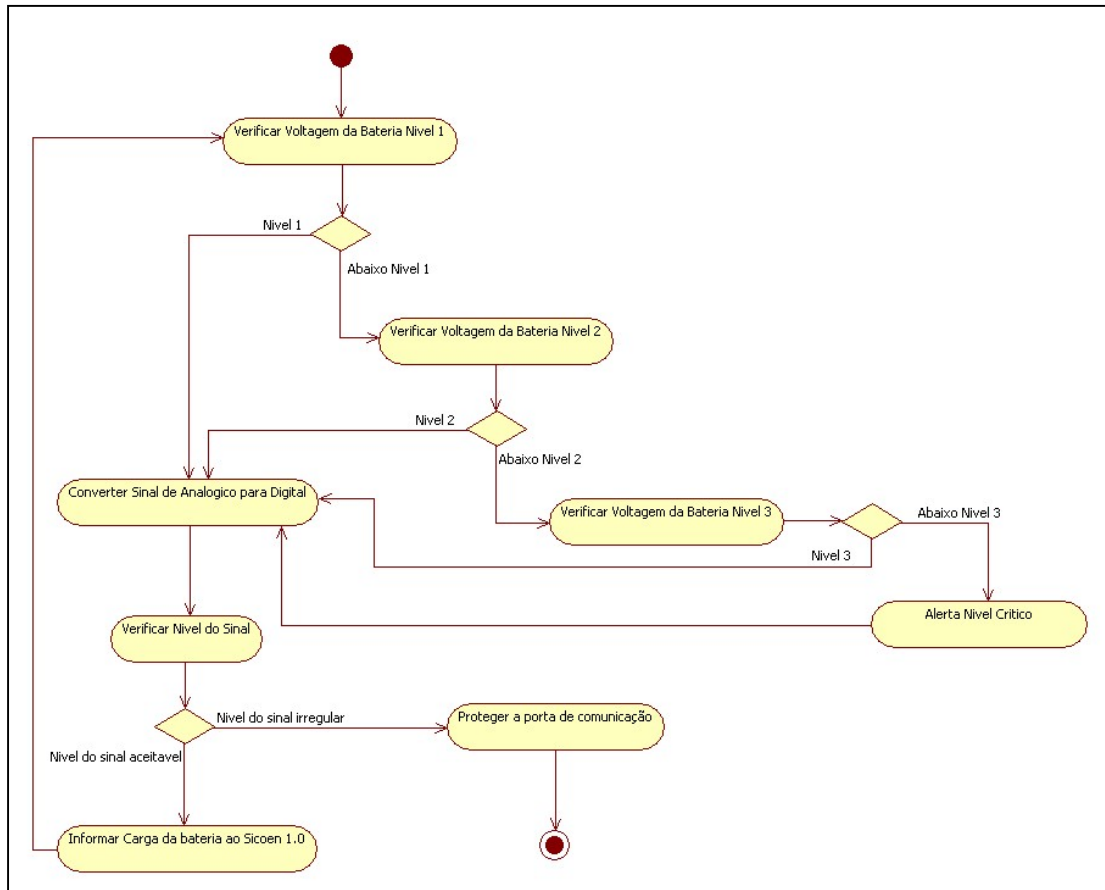 Verificar Voltagem da Bateria Nivel 1
Nivel 1
Abaixo Nivel 1
Verificar Voltagem da Bateria Nivel 2
Nivel 2
Abaixo Nivel 2
Converter Sinal de Analogico para Digital
Verificar Voltagem da Bateria Nivel 3
Abaixo Nivel 3
Nivel 3
Alerta Nivel Critico
Verificar Nivel do Sinal
Nivel do sinal irregular
Proteger a porta de comunicação
Nivel do sinal aceitavel
Informar Carga da bateria ao Sicoen 1.0